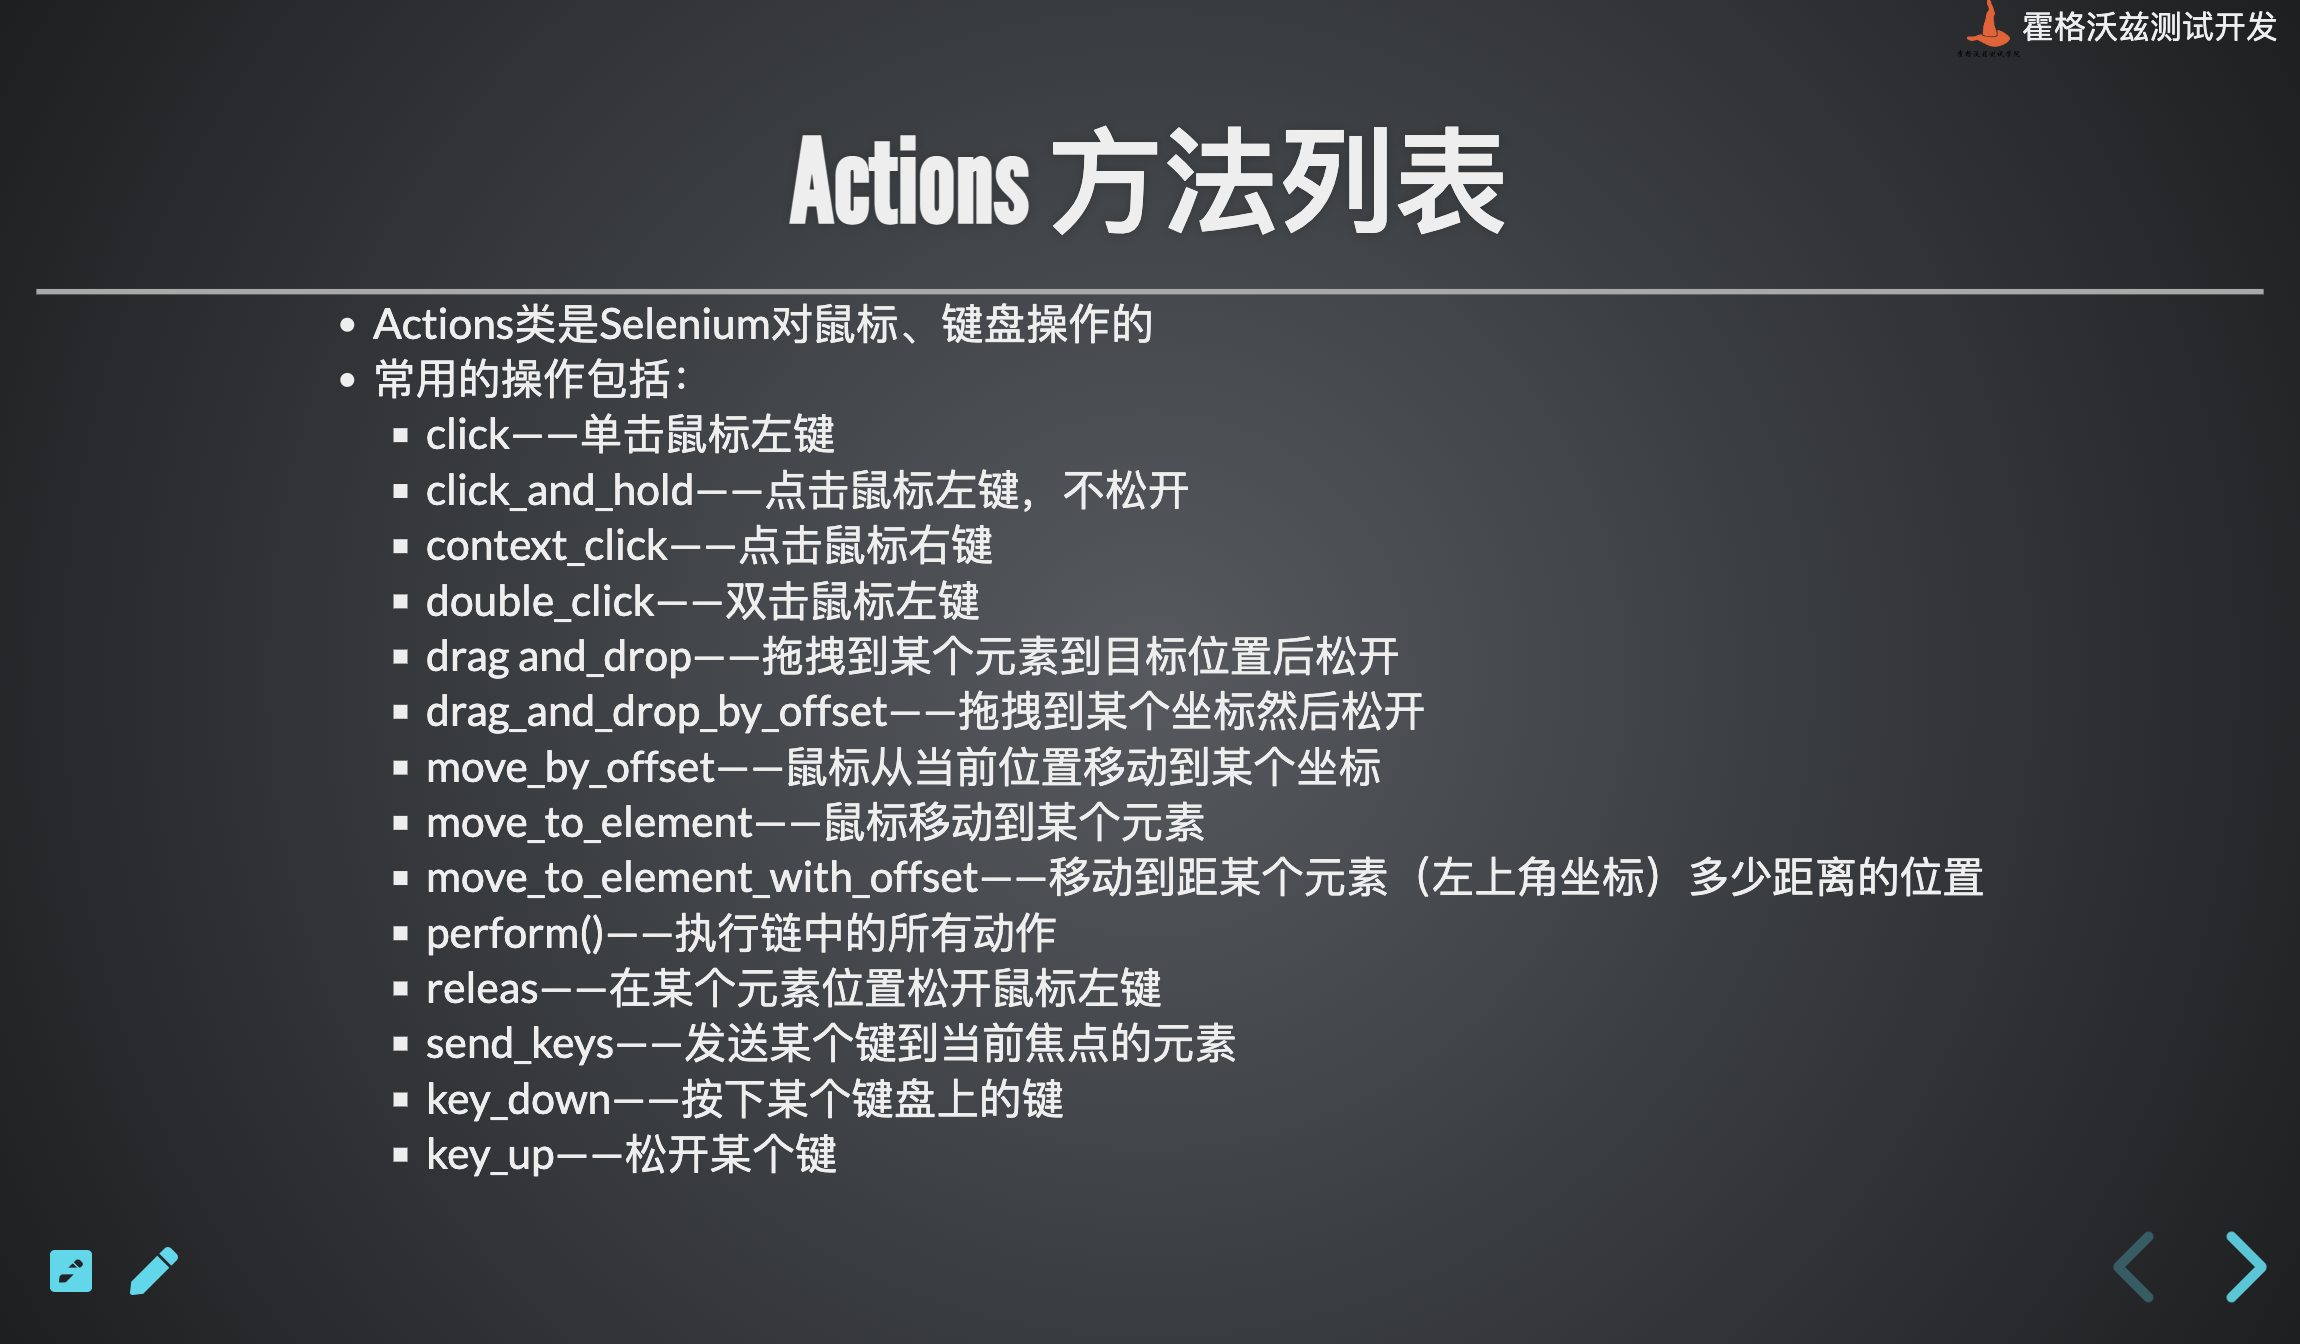 霍格沃兹测试开发
Actions 方法列表
Actions类是Selenium对鼠标、键盘操作的
常用的操作包括：
click——单击鼠标左键
click_and_hold——点击鼠标左键，不松开
context_click——点击鼠标右键
double_click——双击鼠标左键
drag and_drop——拖拽到某个元素到目标位置后松开
drag_and_drop_by_offset——拖拽到某个坐标然后松开
move_by_offset——鼠标从当前位置移动到某个坐标
move_to_element——鼠标移动到某个元素
move_to_element_with_offset——移动到距某个元素（左上角坐标）多少距离的位置
perform()——执行链中的所有动作
releas——在某个元素位置松开鼠标左键
send_keys——发送某个键到当前焦点的元素
key_down——按下某个键盘上的键
key_up——松开某个键